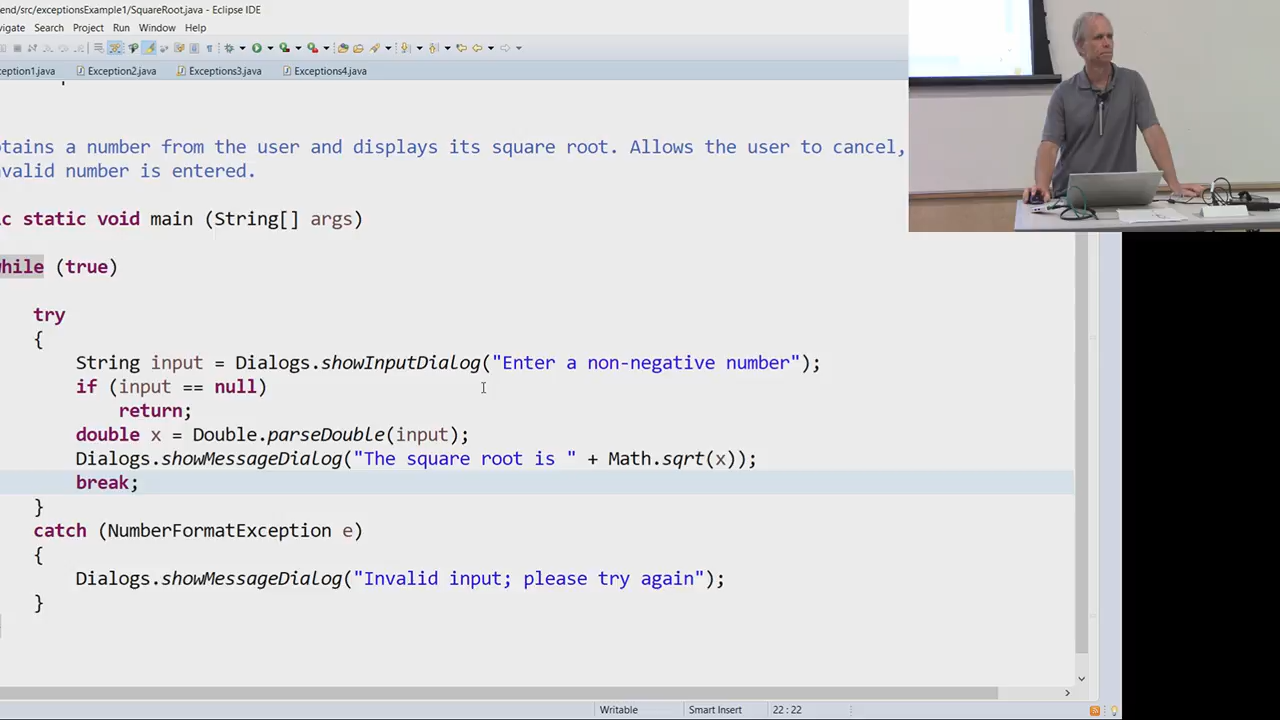 end/src/exceptionsExample1/SquareRoot.java - Eclipse IDE
vigate Search Project Run Window Help
ception1.java Exception2.java Exceptions3.java Exceptions4.java
tains a number from the user and displays its square root. Allows the user to cancel,
nvalid number is entered.
ic static void main (String[] args)
while (true)
try
{
String input = Dialogs.showInputDialog("Enter a non-negative number");
if (input == null)
return;
double x = Double.parseDouble(input);
Dialogs.showMessageDialog("The square root is " + Math.sqrt(x));
break;
}
catch (NumberFormatException e)
{
Dialogs.showMessageDialog("Invalid input; please try again");
}
Writable Smart Insert 22 : 22